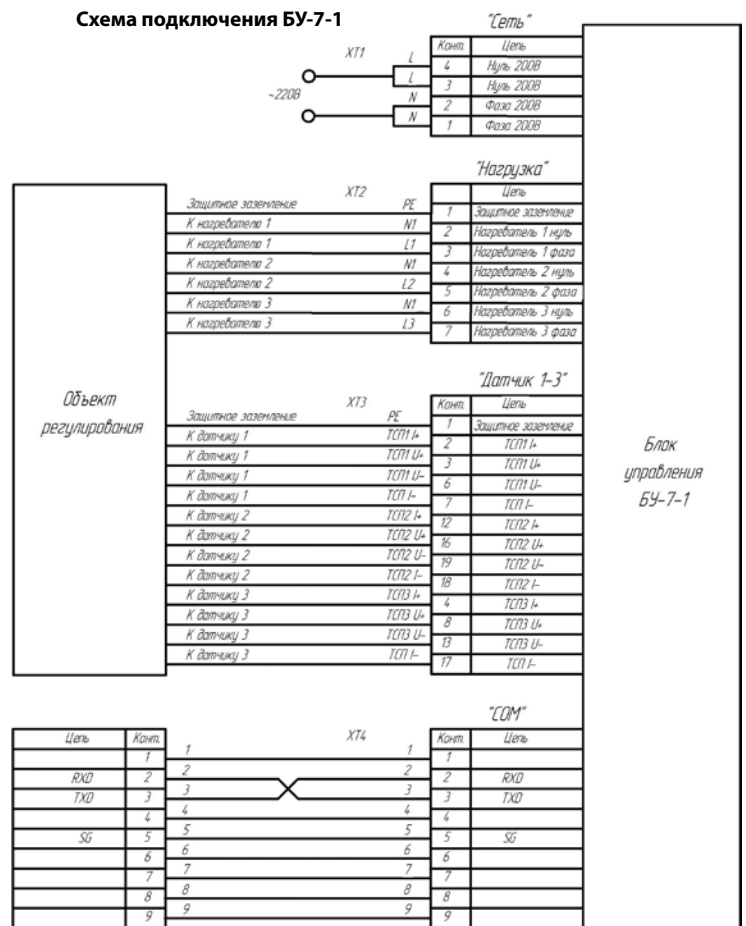 Схема подключения БУ-7-1
"Сеть"
ХТ1
~220В
L
L
N
N
Конт. Цепь
4 Нуль 200В
3 Нуль 200В
2 Фаза 200В
1 Фаза 200В
"Нагрузка"
ХТ2
Цепь
Защитное заземление PE 1 Защитное заземление
К нагревателю 1 N1 2 Нагреватель 1 нуль
К нагревателю 1 L1 3 Нагреватель 1 фаза
К нагревателю 2 N1 4 Нагреватель 2 нуль
К нагревателю 2 L2 5 Нагреватель 2 фаза
К нагревателю 3 N1 6 Нагреватель 3 нуль
К нагревателю 3 L3 7 Нагреватель 3 фаза
Объект
регулирования
"Датчик 1-3"
ХТ3
Конт. Цепь
Защитное заземление PE 1 Защитное заземление
К датчику 1 ТСП1 I+ 2 ТСП1 I+
К датчику 1 ТСП1 U+ 3 ТСП1 U+
К датчику 1 ТСП1 U- 6 ТСП1 U-
К датчику 1 ТСП I- 7 ТСП I-
К датчику 2 ТСП2 I+ 12 ТСП2 I+
К датчику 2 ТСП2 U+ 16 ТСП2 U+
К датчику 2 ТСП2 U- 19 ТСП2 U-
К датчику 2 ТСП2 I- 18 ТСП2 I-
К датчику 3 ТСП3 I+ 4 ТСП3 I+
К датчику 3 ТСП3 U+ 8 ТСП3 U+
К датчику 3 ТСП3 U- 13 ТСП3 U-
К датчику 3 ТСП I- 17 ТСП I-
Блок
управления
БУ-7-1
"COM"
Цепь Конт. ХТ4 Конт. Цепь
1 1 1 1
RXD 2 2 2 2 RXD
TXD 3 3 3 3 TXD
4 4 4 4
SG 5 5 5 5 SG
6 6 6 6
7 7 7 7
8 8 8 8
9 9 9 9